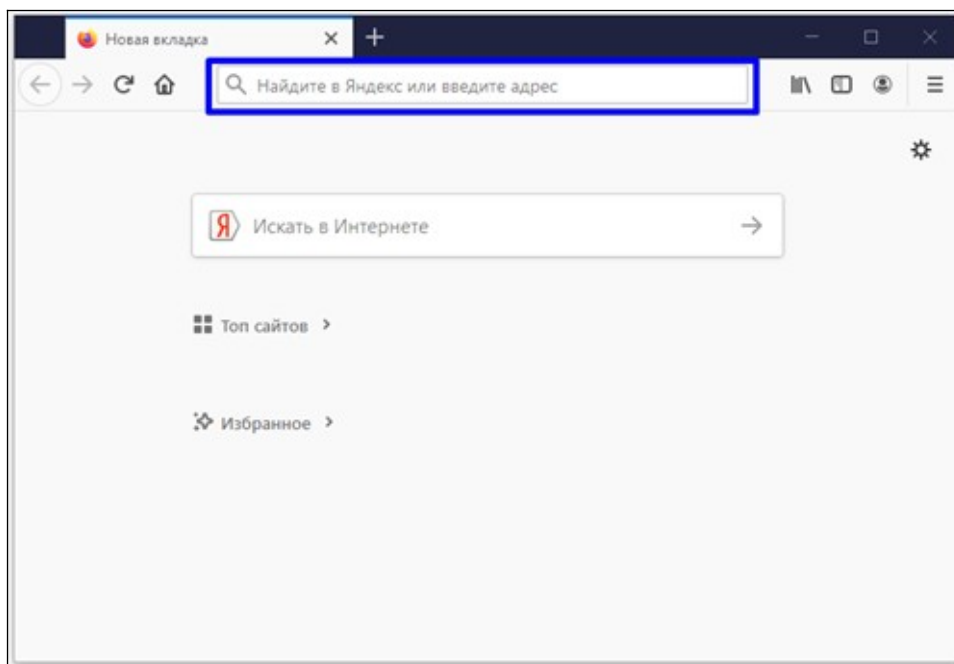 Новая вкладка
Найдите в Яндекс или введите адрес
Я Искать в Интернете
Топ сайтов
Избранное